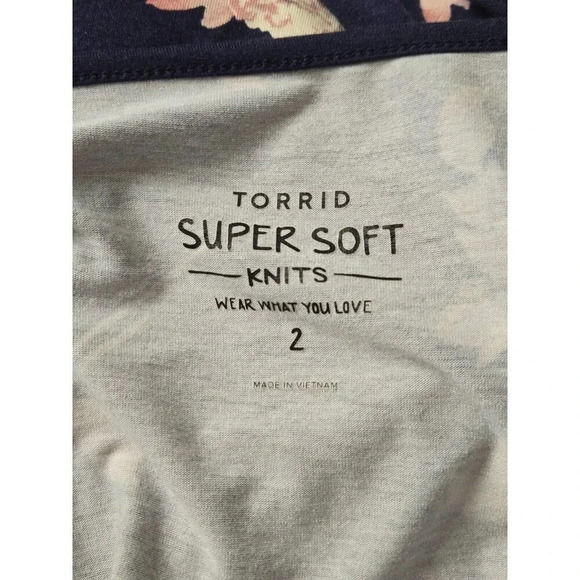 TORRID
SUPER SOFT
KNITS
WEAR WHAT YOU LOVE
2
MADE IN VIETNAM